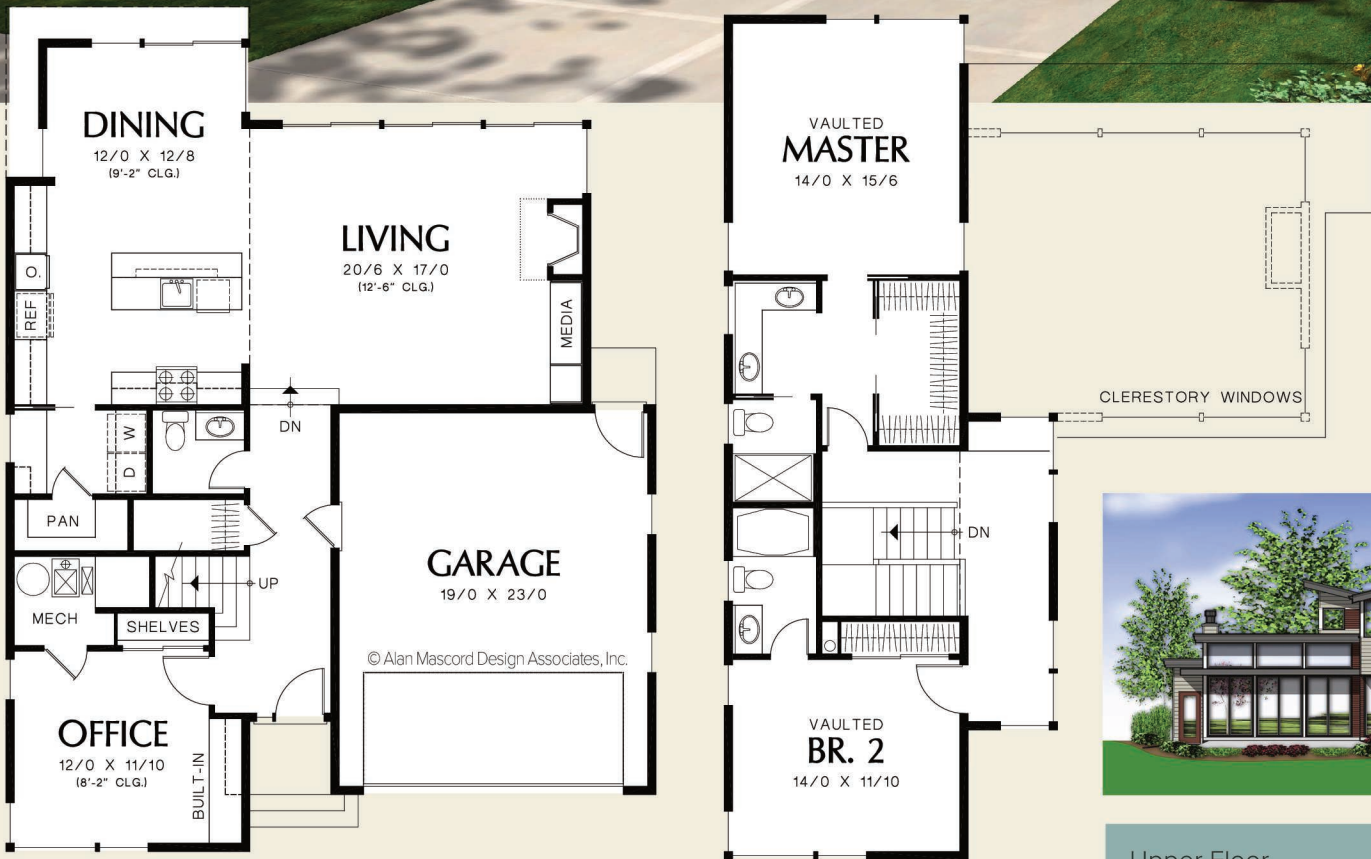 DINING
12/0 X 12/8
(9'-2" CLG.)
LIVING
20/6 X 17/0
(12'-6" CLG.)
O.
REF
MEDIA
DN
W
D
PAN
UP
MECH
SHELVES
GARAGE
19/0 X 23/0
© Alan Mascord Design Associates, Inc.
OFFICE
12/0 X 11/10
(8'-2" CLG.)
BUILT-IN
VAULTED
MASTER
14/0 X 15/6
CLERESTORY WINDOWS
DN
VAULTED
BR. 2
14/0 X 11/10
Upper Floor